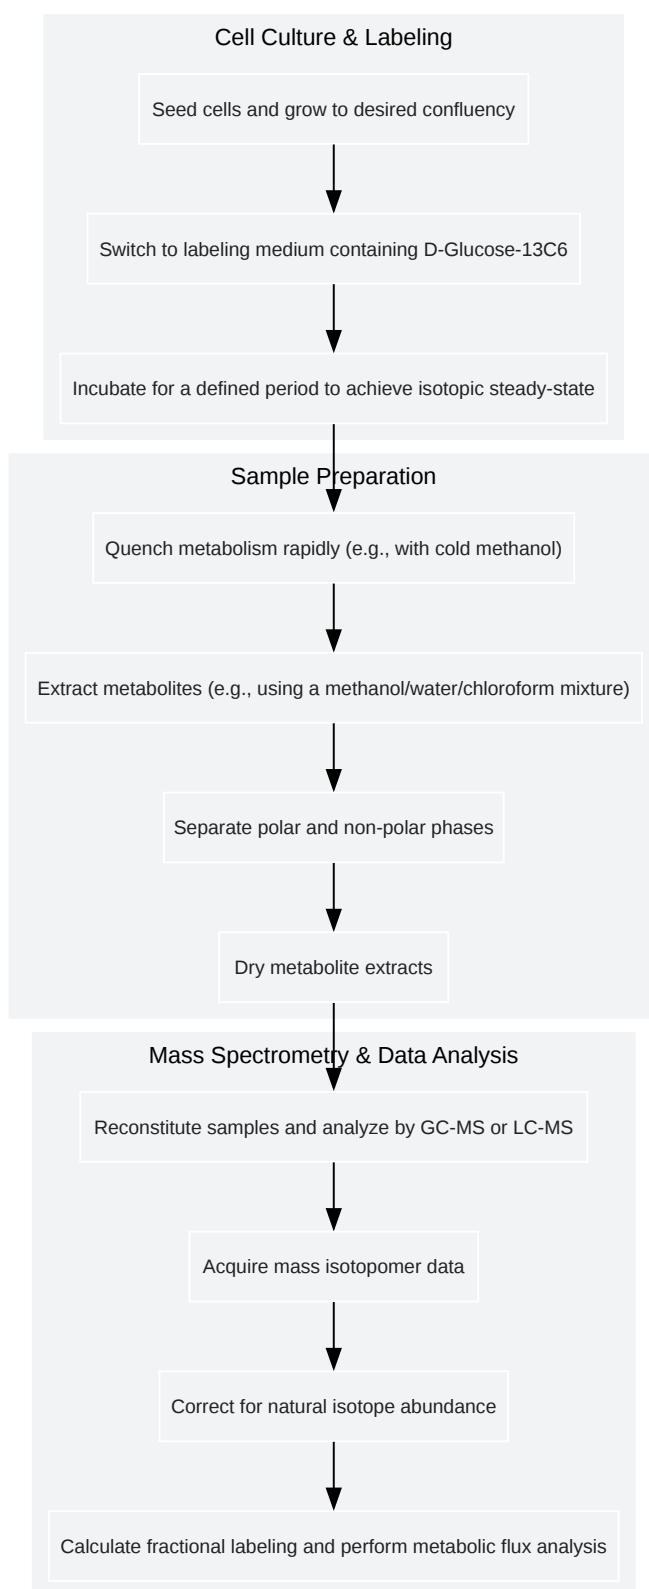 Cell Culture & Labeling
Seed cells and grow to desired confluency
Switch to labeling medium containing D-Glucose-13C6
Incubate for a defined period to achieve isotopic steady-state
Sample Preparation
Quench metabolism rapidly (e.g., with cold methanol)
Extract metabolites (e.g., using a methanol/water/chloroform mixture)
Separate polar and non-polar phases
Dry metabolite extracts
Mass Spectrometry & Data Analysis
Reconstitute samples and analyze by GC-MS or LC-MS
Acquire mass isotopomer data
Correct for natural isotope abundance
Calculate fractional labeling and perform metabolic flux analysis